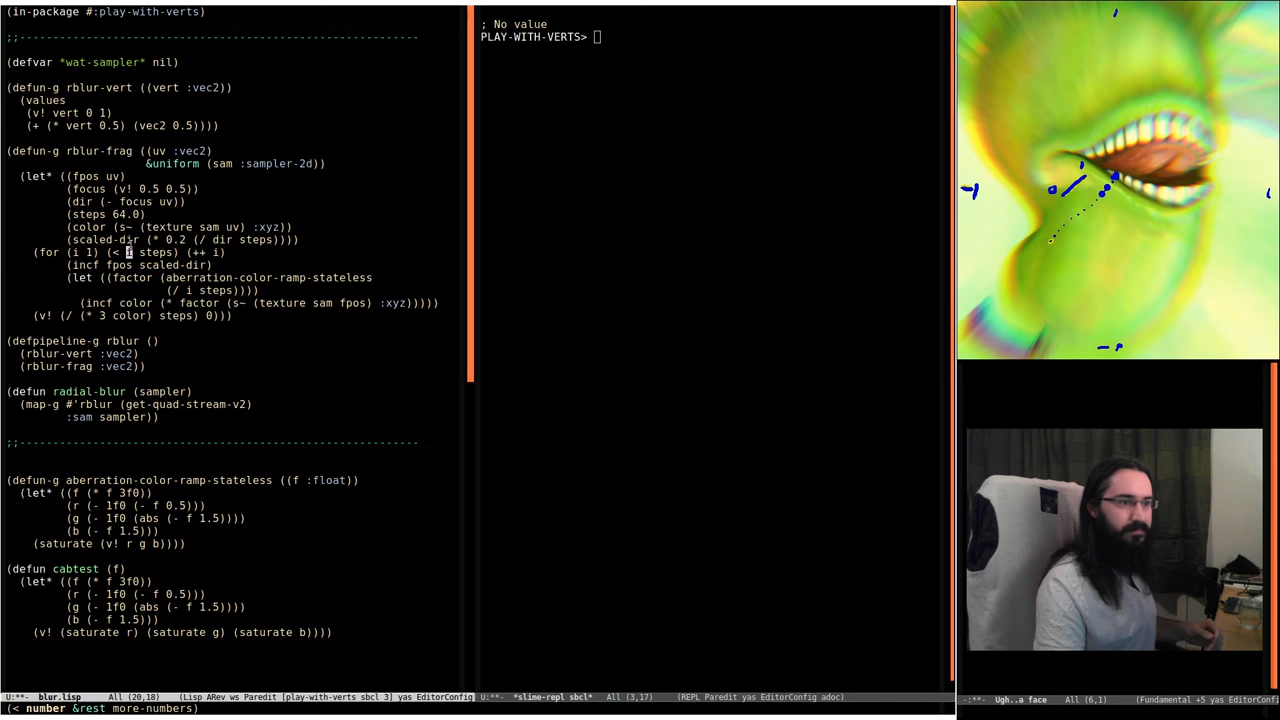 (in-package #:play-with-verts)
;;------------------------------------------------------------
(defvar *wat-sampler* nil)
(defun-g rblur-vert ((vert :vec2))
  (values
   (v! vert 0 1)
   (+ (* vert 0.5) (vec2 0.5))))
(defun-g rblur-frag ((uv :vec2)
                     &uniform (sam :sampler-2d))
  (let* ((fpos uv)
         (focus (v! 0.5 0.5))
         (dir (- focus uv))
         (steps 64.0)
         (color (s~ (texture sam uv) :xyz))
         (scaled-dir (* 0.2 (/ dir steps))))
    (for (i 1) (< i steps) (++ i)
         (incf fpos scaled-dir)
         (let ((factor (aberration-color-ramp-stateless
                        (/ i steps))))
           (incf color (* factor (s~ (texture sam fpos) :xyz)))))
    (v! (/ (* 3 color) steps) 0)))
(defpipeline-g rblur ()
  (rblur-vert :vec2)
  (rblur-frag :vec2))
(defun radial-blur (sampler)
  (map-g #'rblur (get-quad-stream-v2)
         :sam sampler))
;;------------------------------------------------------------
(defun-g aberration-color-ramp-stateless ((f :float))
  (let* ((f (* f 3f0))
         (r (- 1f0 (- f 0.5)))
         (g (- 1f0 (abs (- f 1.5))))
         (b (- f 1.5)))
    (saturate (v! r g b))))
(defun cabtest (f)
  (let* ((f (* f 3f0))
         (r (- 1f0 (- f 0.5)))
         (g (- 1f0 (abs (- f 1.5))))
         (b (- f 1.5)))
    (v! (saturate r) (saturate g) (saturate b))))
U:**-  blur.lisp      All (20,18)    (Lisp ARev ws Paredit [play-with-verts sbcl 3] yas EditorConfig
(< number &rest more-numbers)
; No value
PLAY-WITH-VERTS>
U:**-  *slime-repl sbcl*   All (3,17)     (REPL Paredit yas EditorConfig adoc)
-:**-  Ugh..a face    All (6,1)      (Fundamental +5 yas EditorConfi